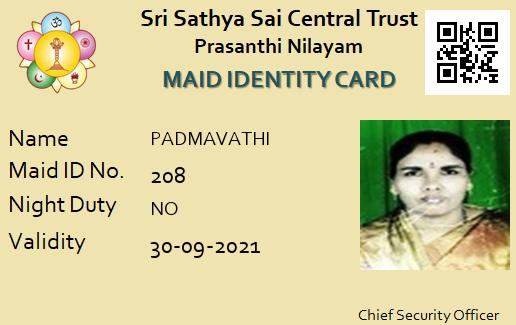 Sri Sathya Sai Central Trust
Prasanthi Nilayam
MAID IDENTITY CARD
Name PADMAVATHI
Maid ID No. 208
Night Duty NO
Validity 30-09-2021
Chief Security Officer